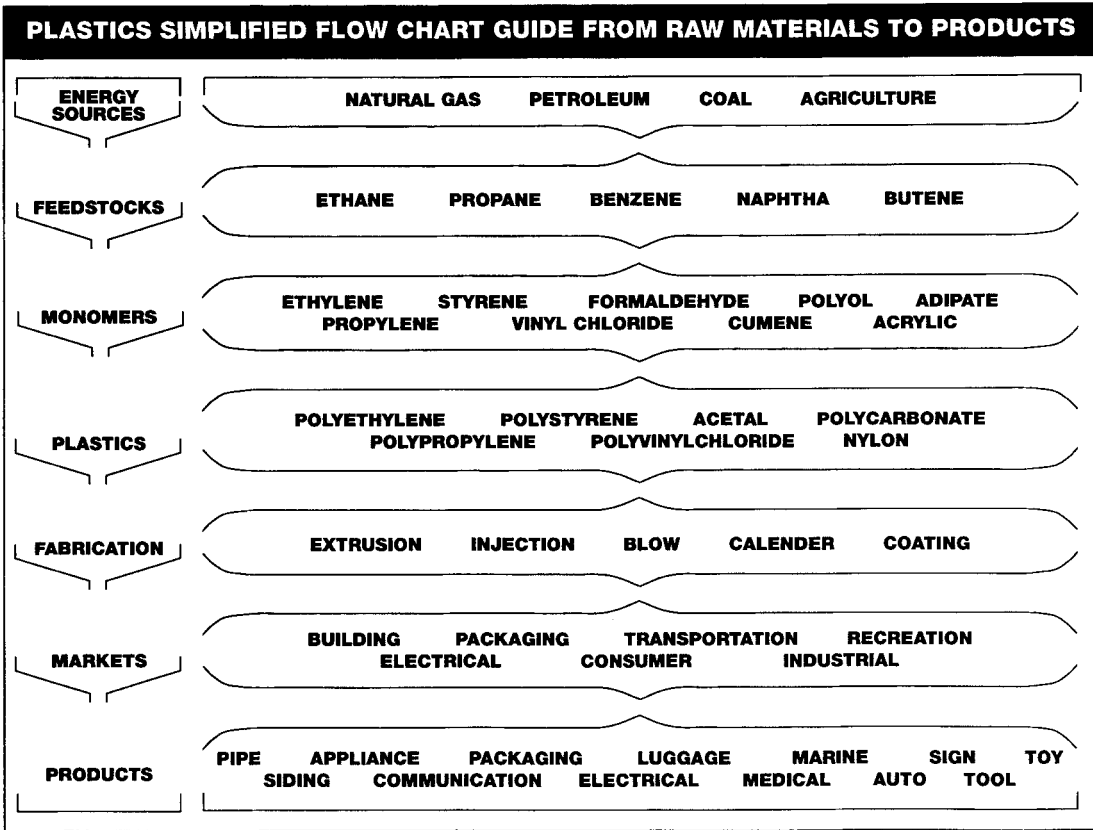 PLASTICS SIMPLIFIED FLOW CHART GUIDE FROM RAW MATERIALS TO PRODUCTS
ENERGY
SOURCES
NATURAL GAS PETROLEUM COAL AGRICULTURE
FEEDSTOCKS
ETHANE PROPANE BENZENE NAPHTHA BUTENE
MONOMERS
ETHYLENE STYRENE FORMALDEHYDE POLYOL ADIPATE
PROPYLENE VINYL CHLORIDE CUMENE ACRYLIC
PLASTICS
POLYETHYLENE POLYSTYRENE ACETAL POLYCARBONATE
POLYPROPYLENE POLYVINYLCHLORIDE NYLON
FABRICATION
EXTRUSION INJECTION BLOW CALENDER COATING
MARKETS
BUILDING PACKAGING TRANSPORTATION RECREATION
ELECTRICAL CONSUMER INDUSTRIAL
PRODUCTS
PIPE APPLIANCE PACKAGING LUGGAGE MARINE SIGN TOY
SIDING COMMUNICATION ELECTRICAL MEDICAL AUTO TOOL